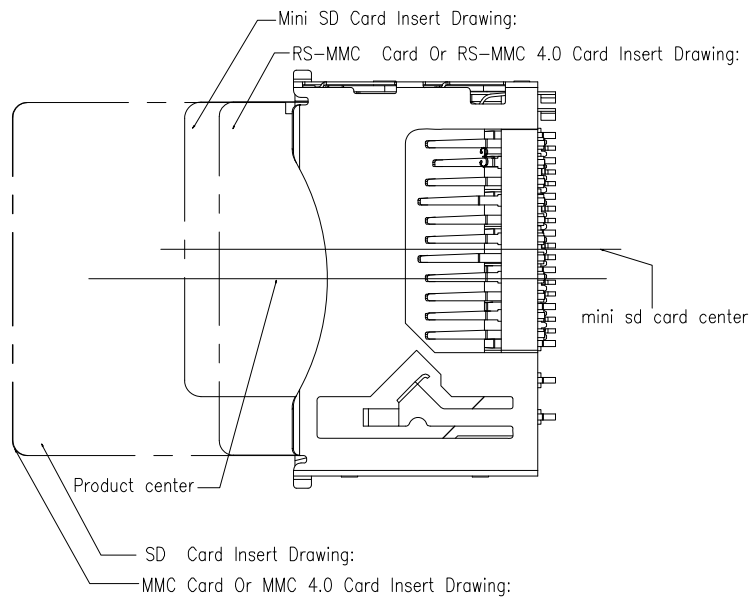 Mini SD Card Insert Drawing:
RS-MMC Card Or RS-MMC 4.0 Card Insert Drawing:
mini sd card center
Product center
SD Card Insert Drawing:
MMC Card Or MMC 4.0 Card Insert Drawing: